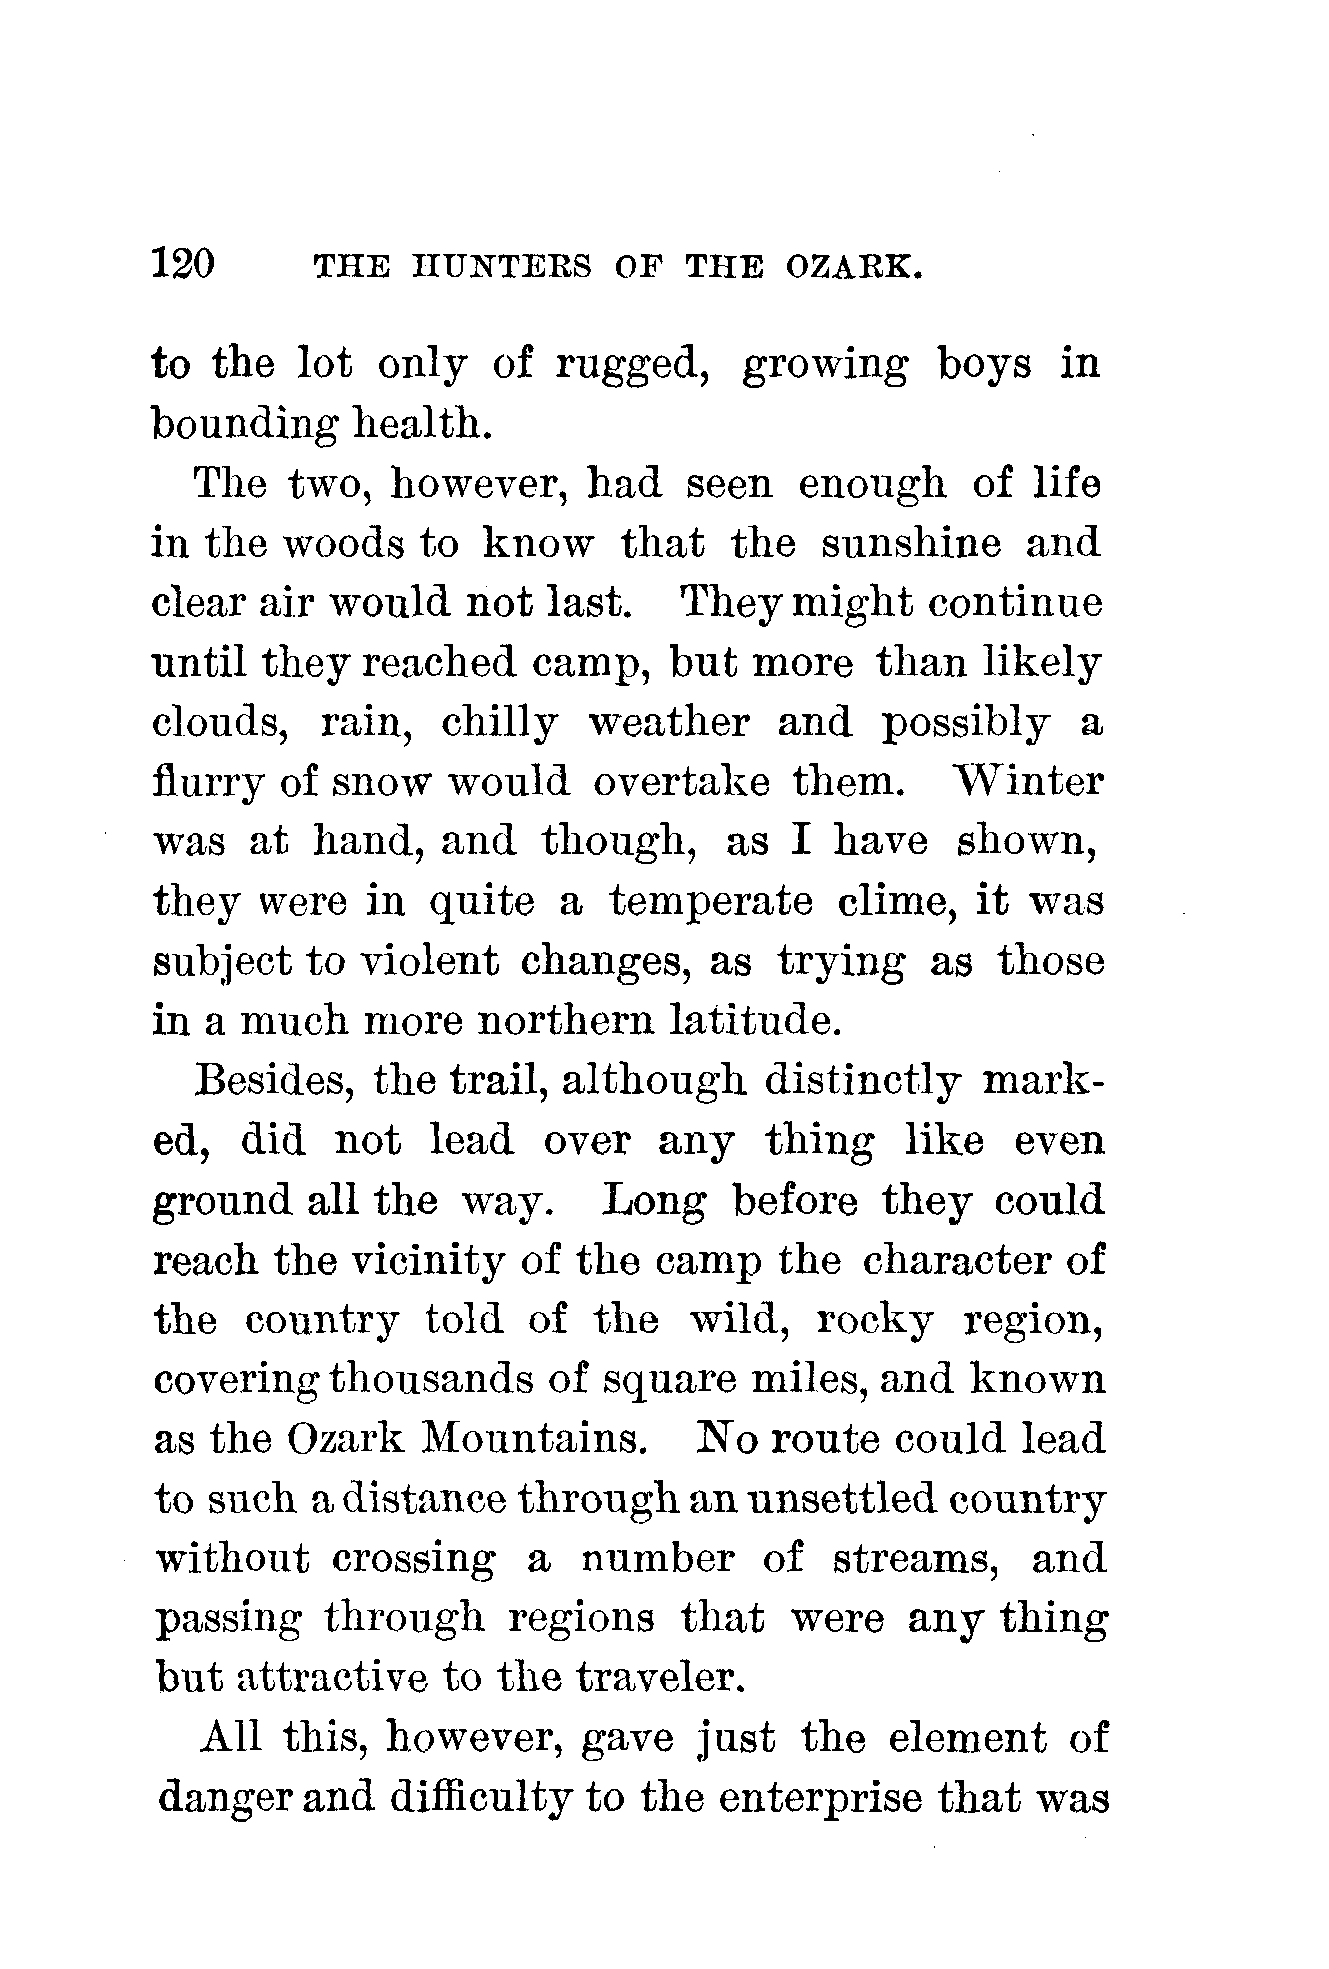 120 THE HUNTERS OF THE OZARK.
to the lot only of rugged, growing boys in
bounding health.
The two, however, had seen enough of life
in the woods to know that the sunshine and
clear air would not last. They might continue
until they reached camp, but more than likely
clouds, rain, chilly weather and possibly a
flurry of snow would overtake them. Winter
was at hand, and though, as I have shown,
they were in quite a temperate clime, it was
subject to violent changes, as trying as those
in a much more northern latitude.
Besides, the trail, although distinctly mark-
ed, did not lead over any thing like even
ground all the way. Long before they could
reach the vicinity of the camp the character of
the country told of the wild, rocky region,
covering thousands of square miles, and known
as the Ozark Mountains. No route could lead
to such a distance through an unsettled country
without crossing a number of streams, and
passing through regions that were any thing
but attractive to the traveler.
All this, however, gave just the element of
danger and difficulty to the enterprise that was